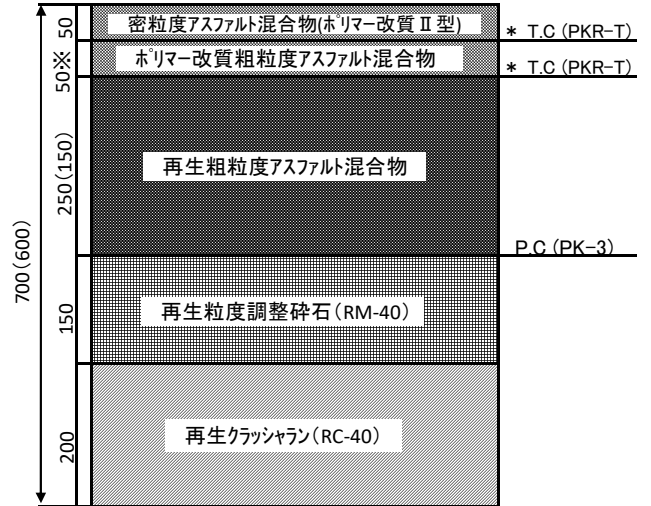 50
密粒度アスファルト混合物(ポリマー改質Ⅱ型)
* T.C (PKR-T)
50※
ポリマー改質粗粒度アスファルト混合物
* T.C (PKR-T)
250(150)
再生粗粒度アスファルト混合物
P.C (PK-3)
700(600)
150
再生粒度調整砕石(RM-40)
200
再生クラッシャラン(RC-40)